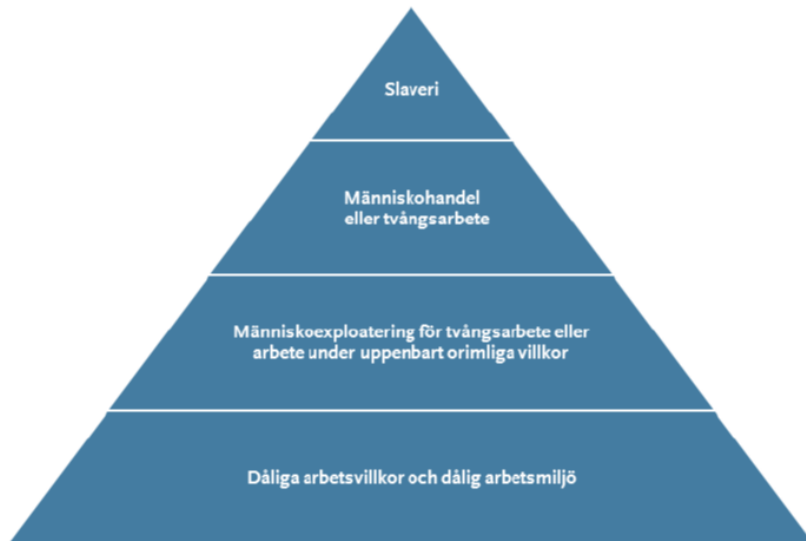 Slaveri
Människohandel
eller tvångsarbete
Människoexploatering för tvångsarbete eller
arbete under uppenbart orimliga villkor
Dåliga arbetsvillkor och dålig arbetsmiljö